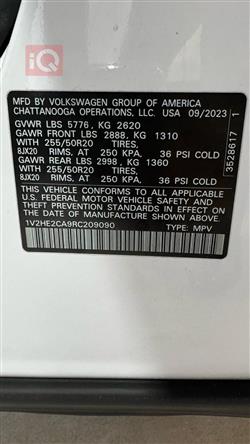 iQ
MFD BY VOLKSWAGEN GROUP OF AMERICA
CHATTANOOGA OPERATIONS, LLC. USA 09/2023
GVWR LBS 5776, KG 2620
GAWR FRONT LBS 2888, KG 1310
WITH 255/50R20 TIRES,
8JX20 RIMS, AT 250 KPA, 36 PSI COLD
GAWR REAR LBS 2998, KG 1360
WITH 255/50R20 TIRES,
8JX20 RIMS, AT 250 KPA, 36 PSI COLD
THIS VEHICLE CONFORMS TO ALL APPLICABLE
U.S. FEDERAL MOTOR VEHICLE SAFETY
AND THEFT PREVENTION STANDARDS IN EFFECT
ON THE DATE OF MANUFACTURE SHOWN ABOVE.
1V2HE2CA9RC209090 TYPE: MPV
3528617 1